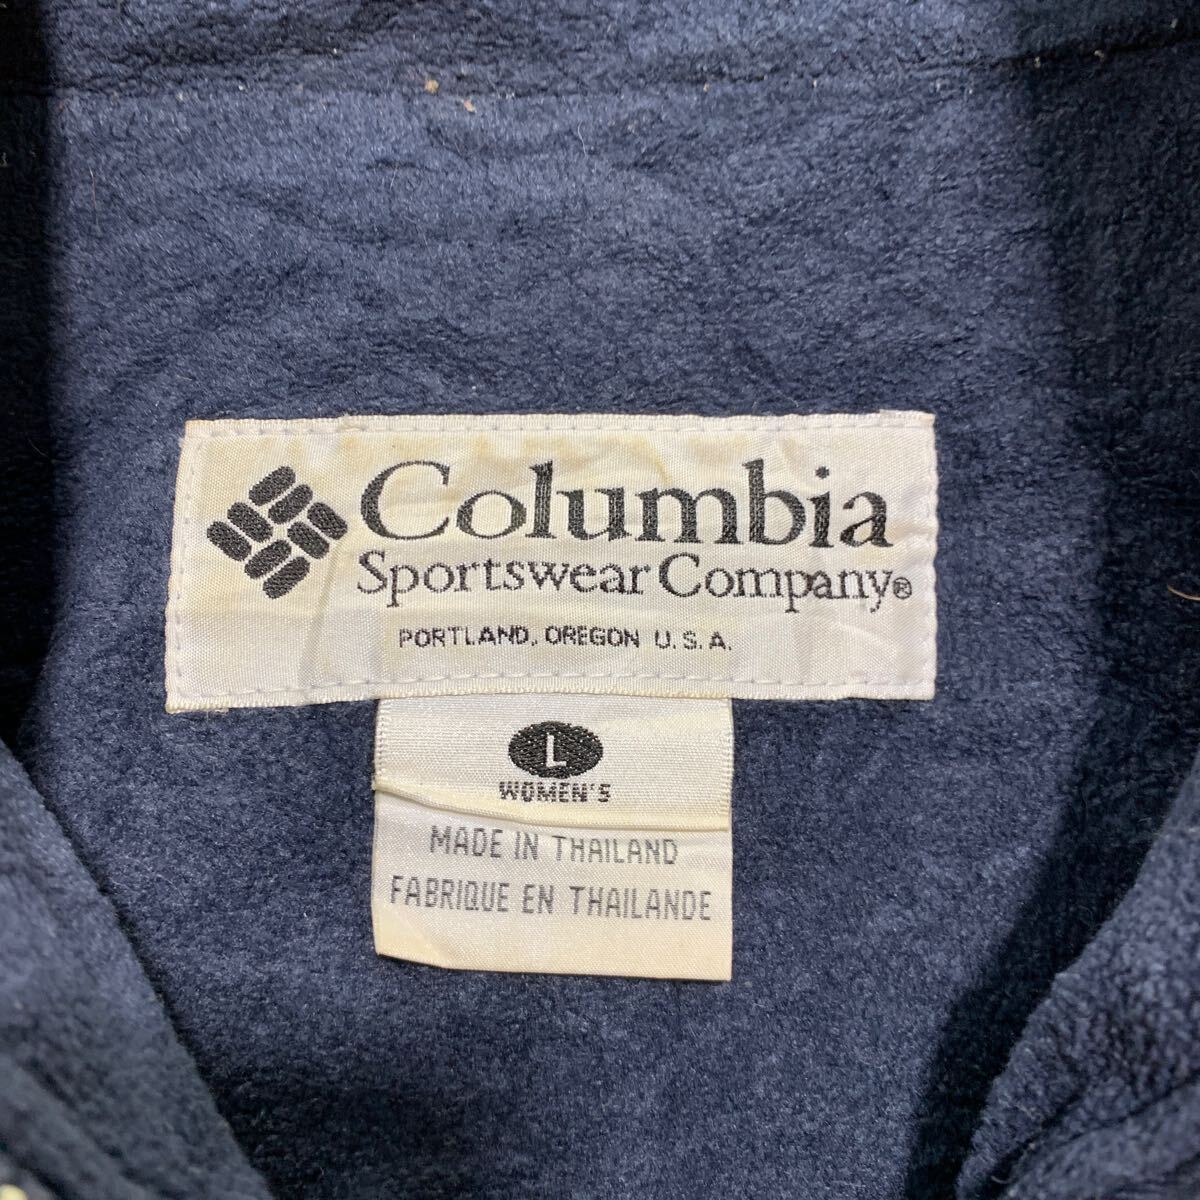 Columbia
Sportswear Company®
PORTLAND, OREGON U.S.A.
L
WOMEN'S
MADE IN THAILAND
FABRIQUE EN THAILANDE